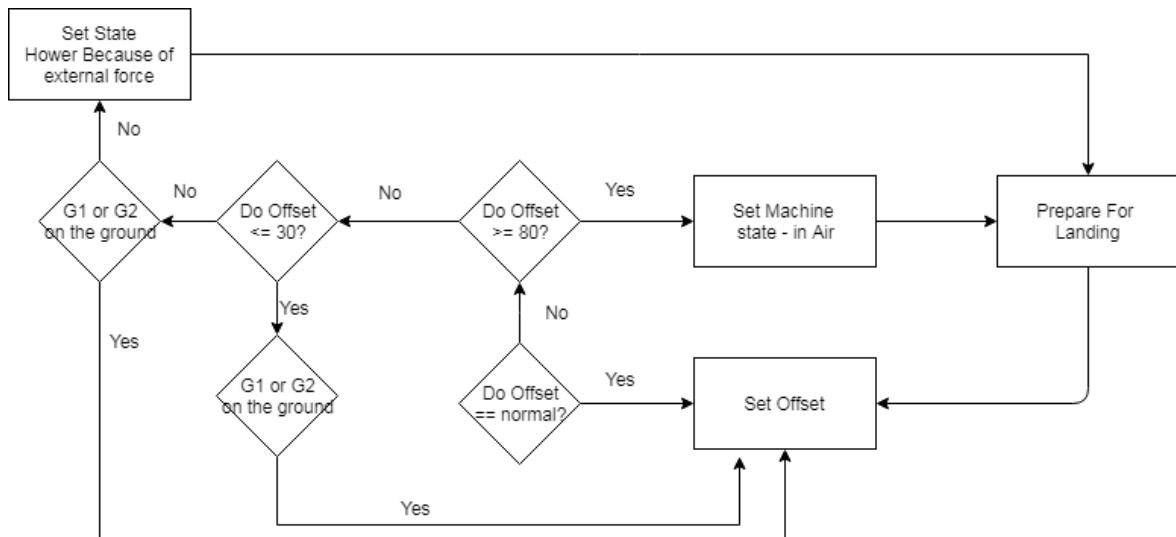 Set State
Hower Because of
external force
No
No
No
Yes
G1 or G2
on the ground
Do Offset
<= 30?
Do Offset
>= 80?
Set Machine
state - in Air
Prepare For
Landing
Yes
No
Yes
Yes
G1 or G2
on the ground
Do Offset
== normal?
Set Offset
Yes